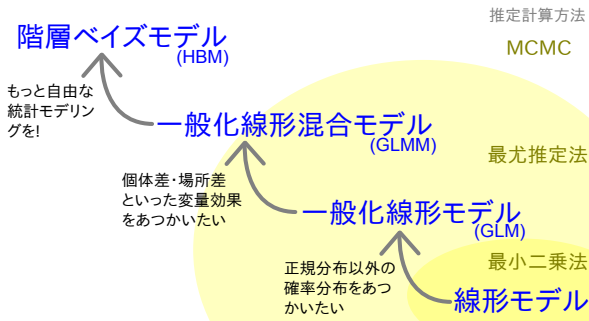 推定計算方法
階層ベイズモデル
(HBM)
MCMC
もっと自由な
統計モデリン
グを!
一般化線形混合モデル
(GLMM)
最尤推定法
個体差・場所差
といった変量効果
をあつかいたい
一般化線形モデル
(GLM)
正規分布以外の
確率分布をあつ
かいたい
最小二乗法
線形モデル